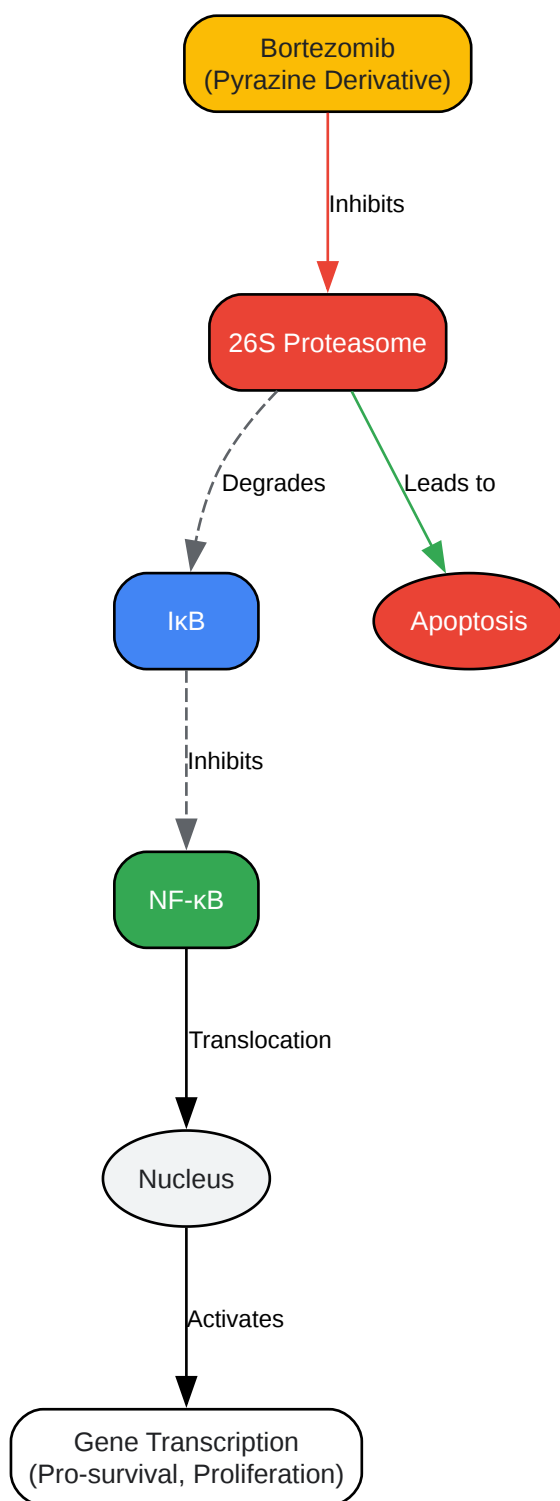 Bortezomib
(Pyrazine Derivative)
Inhibits
26S Proteasome
Degrades
Leads to
IκB
Apoptosis
Inhibits
NF-κB
Translocation
Nucleus
Activates
Gene Transcription
(Pro-survival, Proliferation)